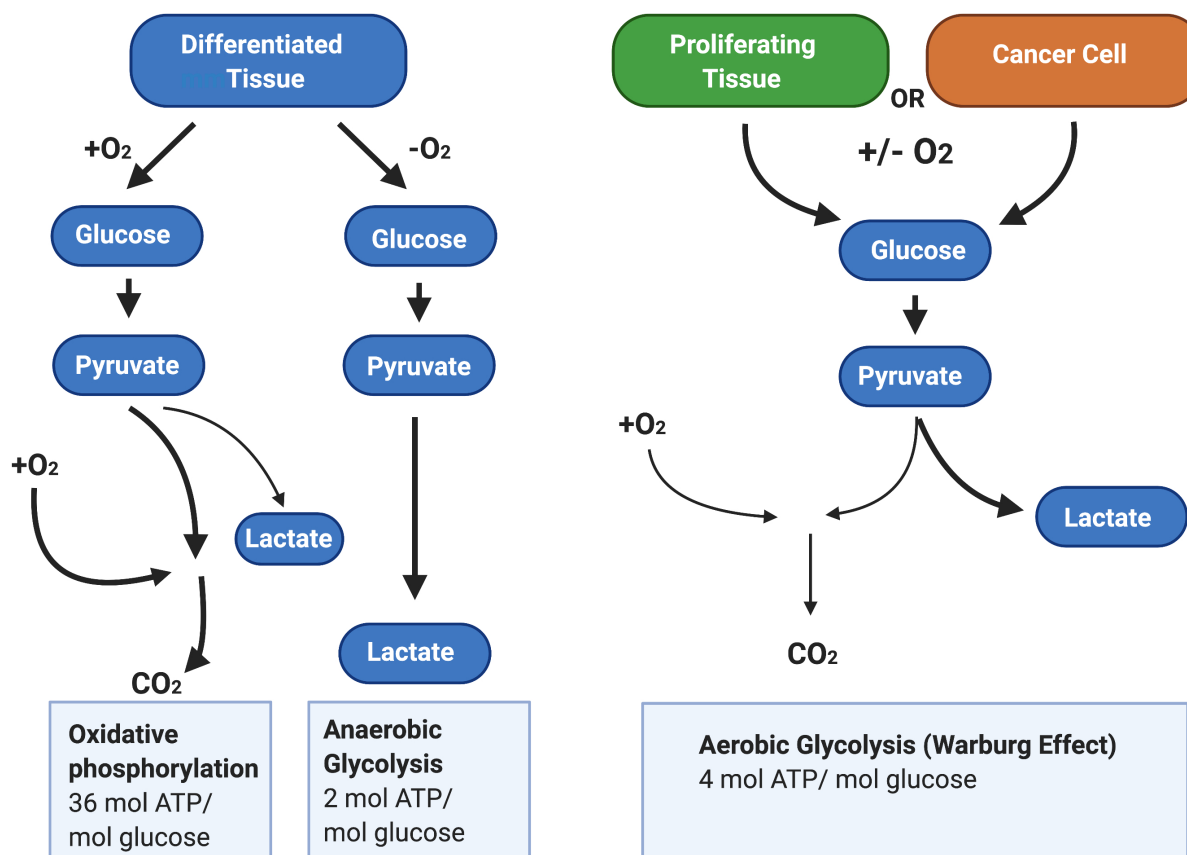 Differentiated
Tissue
+O₂
-O₂
Glucose
Glucose
Pyruvate
Pyruvate
+O₂
Lactate
Lactate
CO₂
Oxidative
phosphorylation
36 mol ATP/
mol glucose
Anaerobic
Glycolysis
2 mol ATP/
mol glucose
Proliferating
Tissue
OR
Cancer Cell
+/- O₂
Glucose
Pyruvate
+O₂
Lactate
CO₂
Aerobic Glycolysis (Warburg Effect)
4 mol ATP/ mol glucose